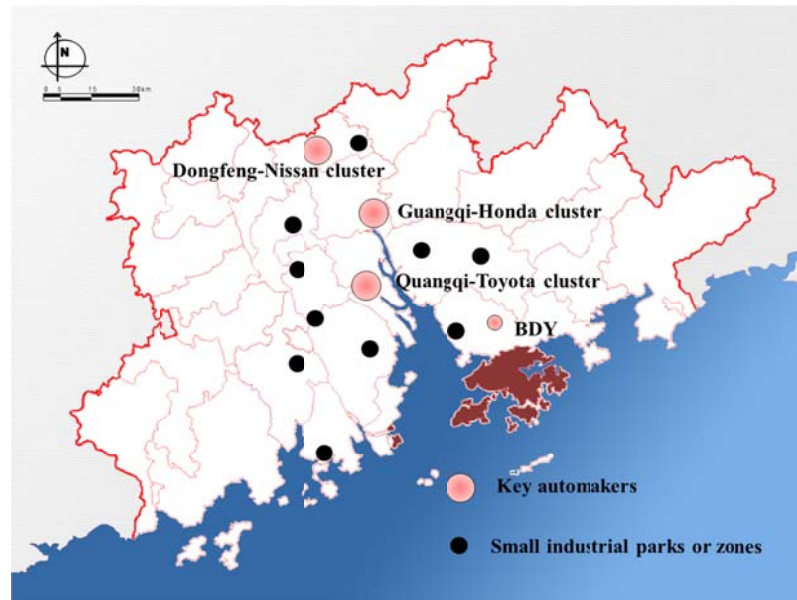 N
0 5 15 30km
Dongfeng-Nissan cluster
Guangqi-Honda cluster
Quangqi-Toyota cluster
BDY
Key automakers
Small industrial parks or zones